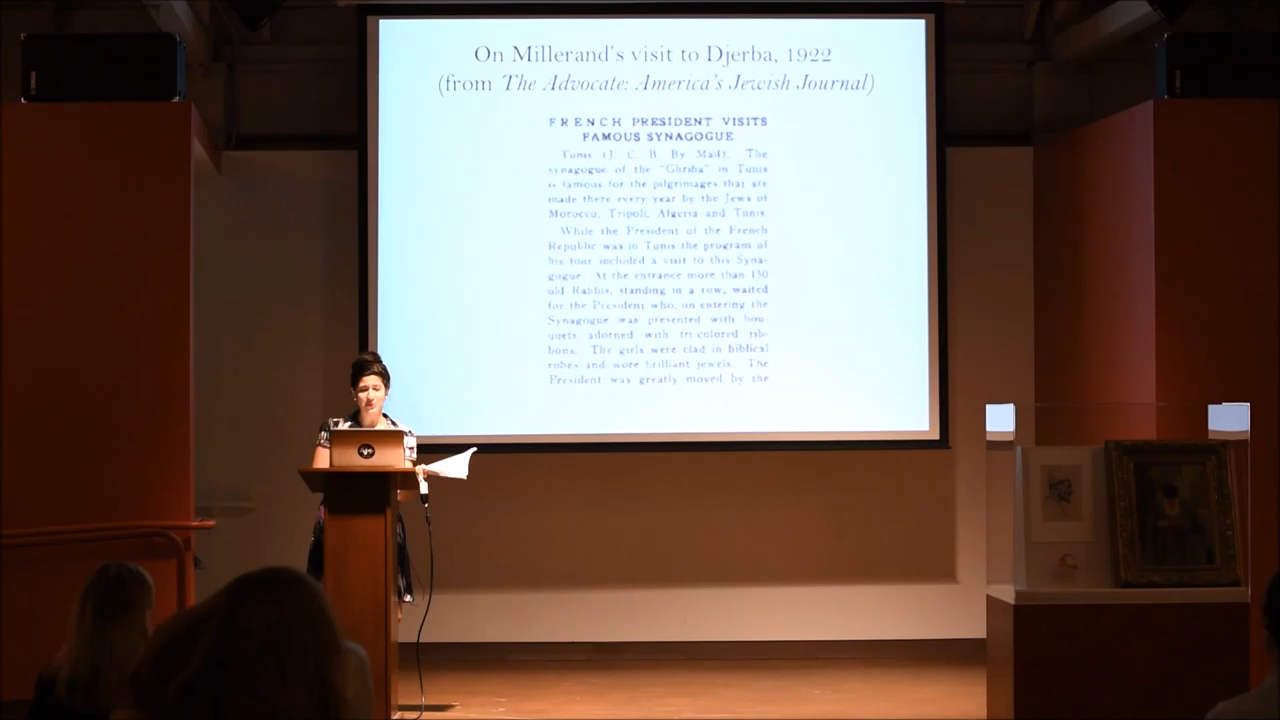 On Millerand's visit to Djerba, 1922
(from The Advocate: America's Jewish Journal)
FRENCH PRESIDENT VISITS
FAMOUS SYNAGOGUE
Tunis (J. C. B. By Mail). The
synagogue of the "Ghriba" in Tunis
is famous for the pilgrimages that are
made there every year by the Jews of
Morocco, Tripoli, Algeria and Tunis.
While the President of the French
Republic was in Tunis the program of
his tour included a visit to this Syna-
gogue. At the entrance more than 150
old Rabbis, standing in a row, waited
for the President who, on entering the
Synagogue was presented with bou-
quets adorned with tri-colored rib-
bons. The girls were clad in biblical
robes and wore brilliant jewels. The
President was greatly moved by the